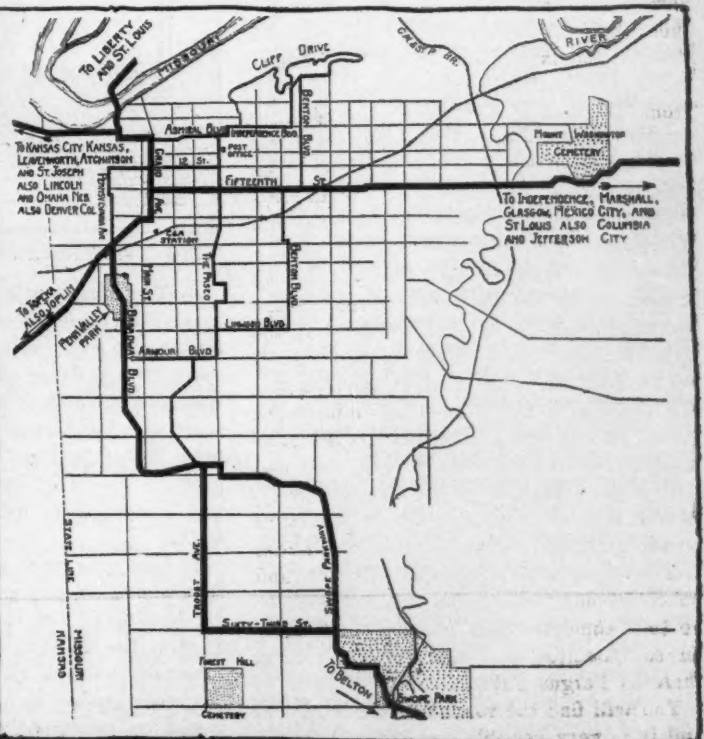 TO LIBERTY
AND ST. LOUIS
MISSOURI
CLIFF DRIVE
BR.
RIVER
BENTON BLVD.
ADMIRAL BLVD
INDEPENDENCE BLVD.
POST
OFFICE
GRAND AVE.
12 ST.
MOUNT WASHINGTON
CEMETERY
TO KANSAS CITY KANSAS,
LEAVENWORTH, ATCHINSON
AND ST. JOSEPH
ALSO LINCOLN
AND OMAHA NEB.
ALSO DENVER COL.
PENNSYLVANIA AVE
FIFTEENTH ST.
TO INDEPENDENCE, MARSHALL,
GLASGOW, MEXICO CITY, AND
ST LOUIS ALSO COLUMBIA
AND JEFFERSON CITY
C&A
STATION
MAIN ST.
THE PASEO
BENTON BLVD
TO TOPEKA
ALSO JOPLIN
PENN VALLEY
PARK
LINWOOD BLVD.
BROADWAY BLVD.
ARMOUR BLVD
STATE LINE
TROOST AVE.
SWOPE PARKWAY
MISSOURI
KANSAS
SIXTY-THIRD ST.
FOREST HILL
CEMETERY
TO BELTON
SWOPE PARK